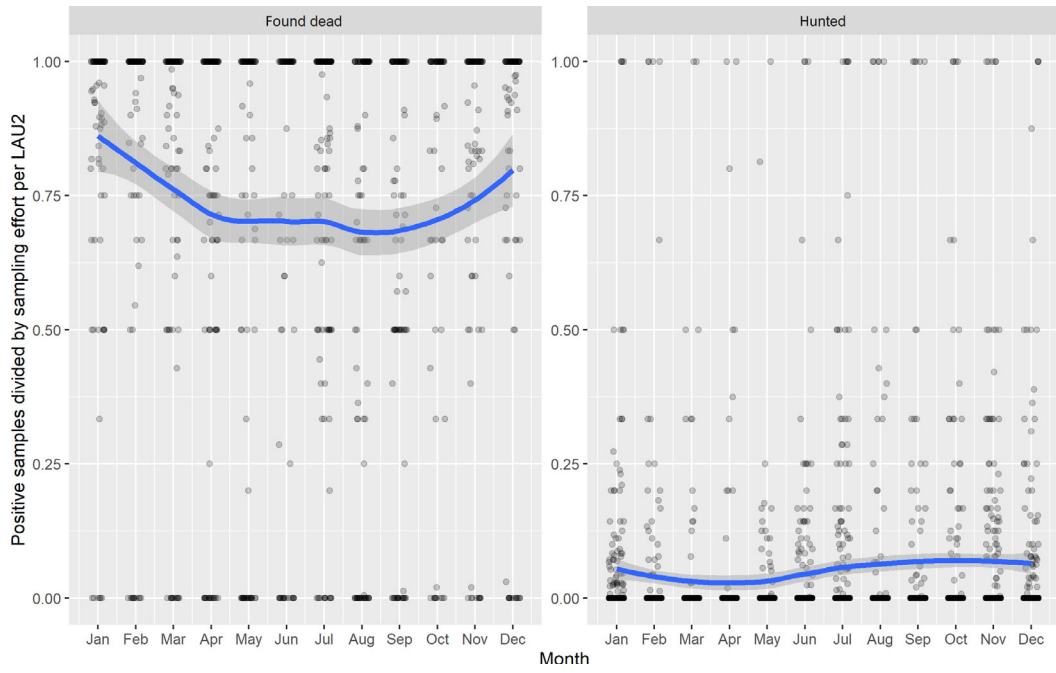 Found dead
Hunted
Positive samples divided by sampling effort per LAU2
1.00
0.75
0.50
0.25
0.00
1.00
0.75
0.50
0.25
0.00
Jan Feb Mar Apr May Jun Jul Aug Sep Oct Nov Dec
Jan Feb Mar Apr May Jun Jul Aug Sep Oct Nov Dec
Month